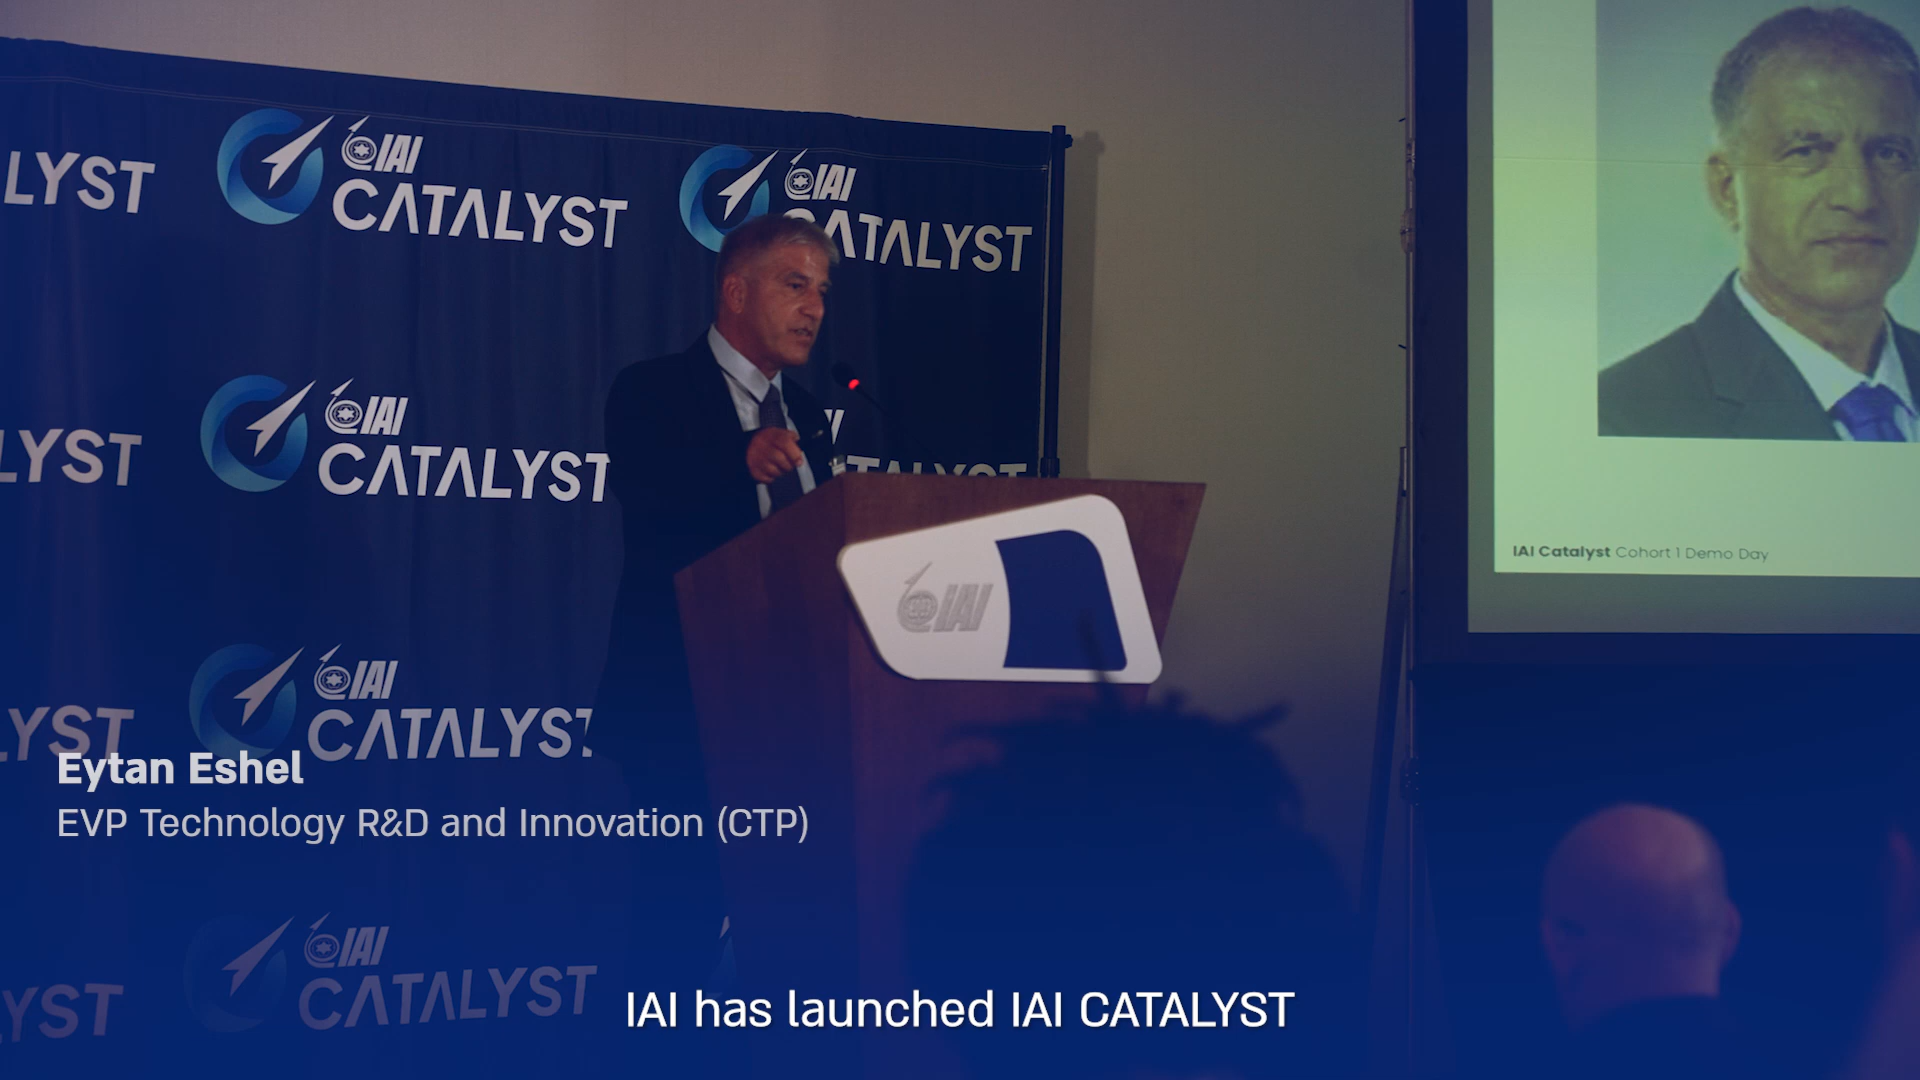 LYST
IAI
CATALYST
IAI
CATALYST
LYST
IAI
CATALYST
IAI
IAI Catalyst Cohort 1 Demo Day
LYST
IAI
CATALYST
Eytan Eshel
EVP Technology R&D and Innovation (CTP)
YST
IAI
CATALYST
IAI has launched IAI CATALYST